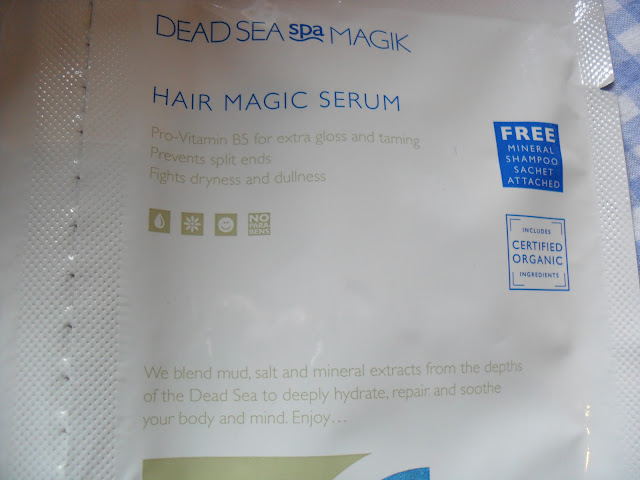 DEAD SEA spa MAGIK
HAIR MAGIC SERUM
Pro-Vitamin B5 for extra gloss and taming
Prevents split ends
Fights dryness and dullness
NO
PARA
BENS
FREE
MINERAL
SHAMPOO
SACHET
ATTACHED
INCLUDES
CERTIFIED
ORGANIC
INGREDIENTS
We blend mud, salt and mineral extracts from the depths
of the Dead Sea to deeply hydrate, repair and soothe
your body and mind. Enjoy...